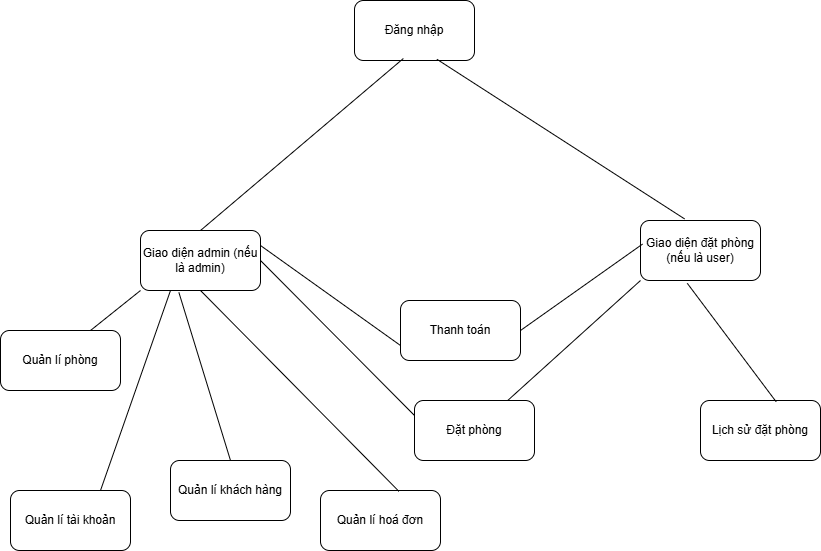 Đăng nhập
Giao diện admin (nếu
là admin)
Giao diện đặt phòng
(nếu là user)
Thanh toán
Quản lí phòng
Đặt phòng
Lịch sử đặt phòng
Quản lí khách hàng
Quản lí tài khoản
Quản lí hoá đơn